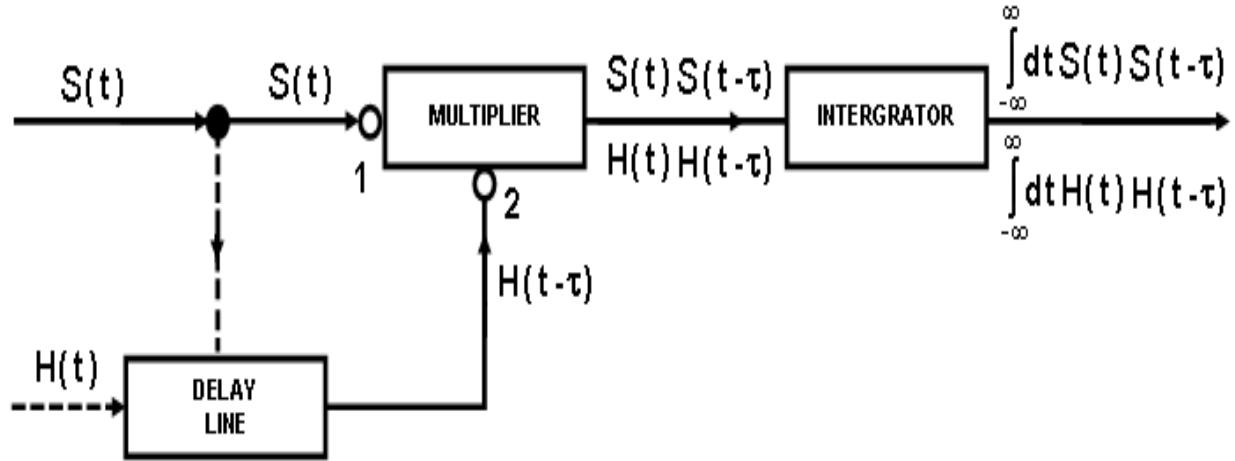 S(t)
S(t)
1
MULTIPLIER
2
S(t) S(t-τ)
H(t) H(t-τ)
INTERGRATOR
∞
∫dt S(t) S(t-τ)
-∞
∞
∫dt H(t) H(t-τ)
-∞
H(t-τ)
H(t)
DELAY
LINE